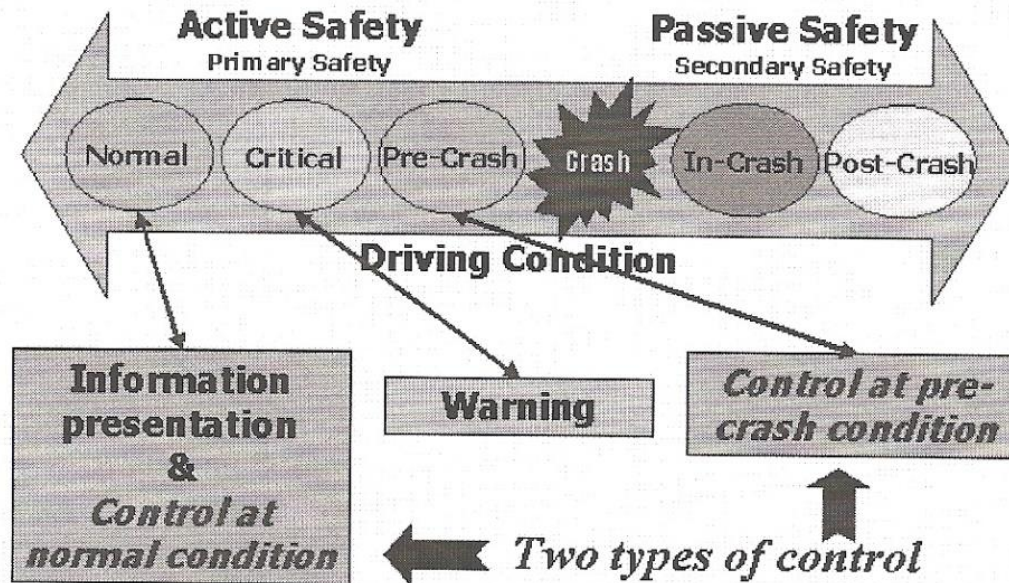 Active Safety
Primary Safety
Passive Safety
Secondary Safety
Normal
Critical
Pre-Crash
Crash
In-Crash
Post-Crash
Driving Condition
Information
presentation
&
Control at
normal condition
Warning
Control at pre-
crash condition
Two types of control